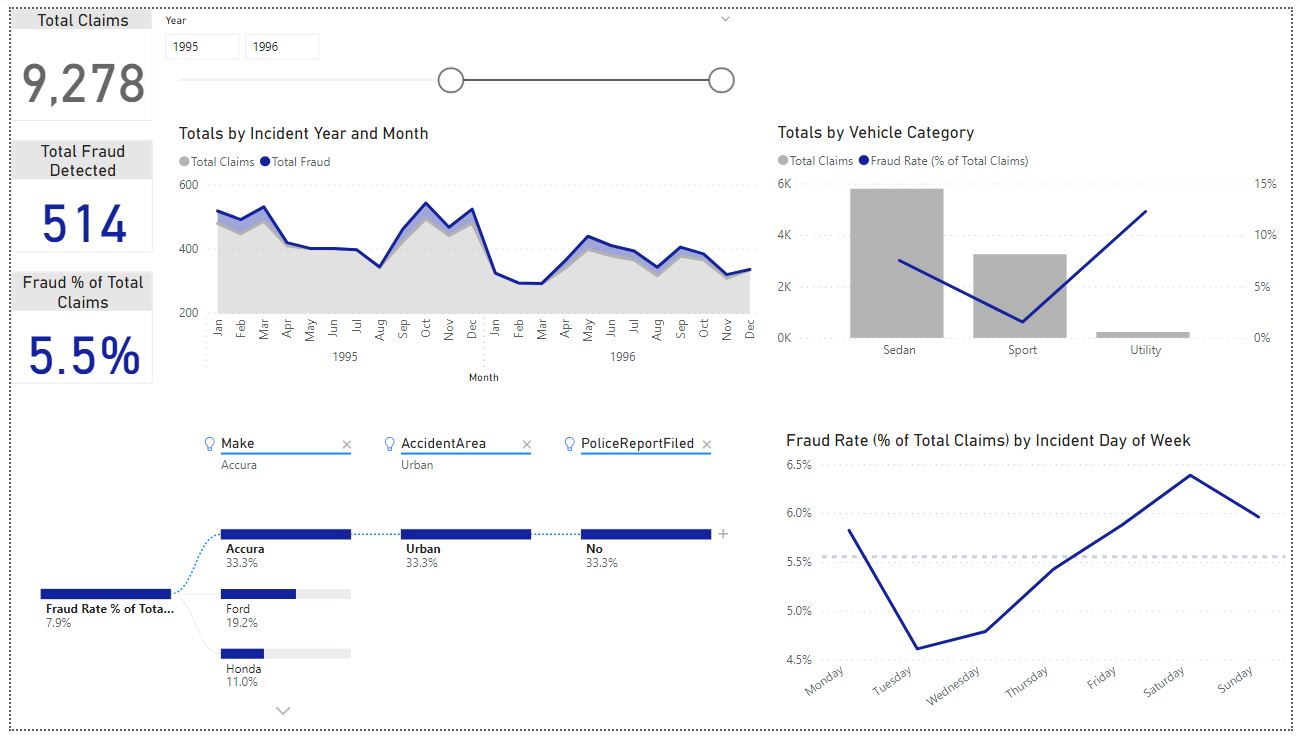 Total Claims
9,278
Total Fraud
Detected
514
Fraud % of Total
Claims
5.5%
Year
1995 1996
Totals by Incident Year and Month
Total Claims Total Fraud
600
400
200
Jan Feb Mar Apr May Jun Jul Aug Sep Oct Nov Dec Jan Feb Mar Apr May Jun Jul Aug Sep Oct Nov Dec
1995 1996
Month
Totals by Vehicle Category
Total Claims Fraud Rate (% of Total Claims)
6K 15%
4K 10%
2K 5%
0K 0%
Sedan Sport Utility
Make AccidentArea PoliceReportFiled
Accura Urban
Accura Urban No
33.3% 33.3% 33.3%
Fraud Rate % of Tota...
7.9%
Ford
19.2%
Honda
11.0%
Fraud Rate (% of Total Claims) by Incident Day of Week
6.5%
6.0%
5.5%
5.0%
4.5%
Monday Tuesday Wednesday Thursday Friday Saturday Sunday